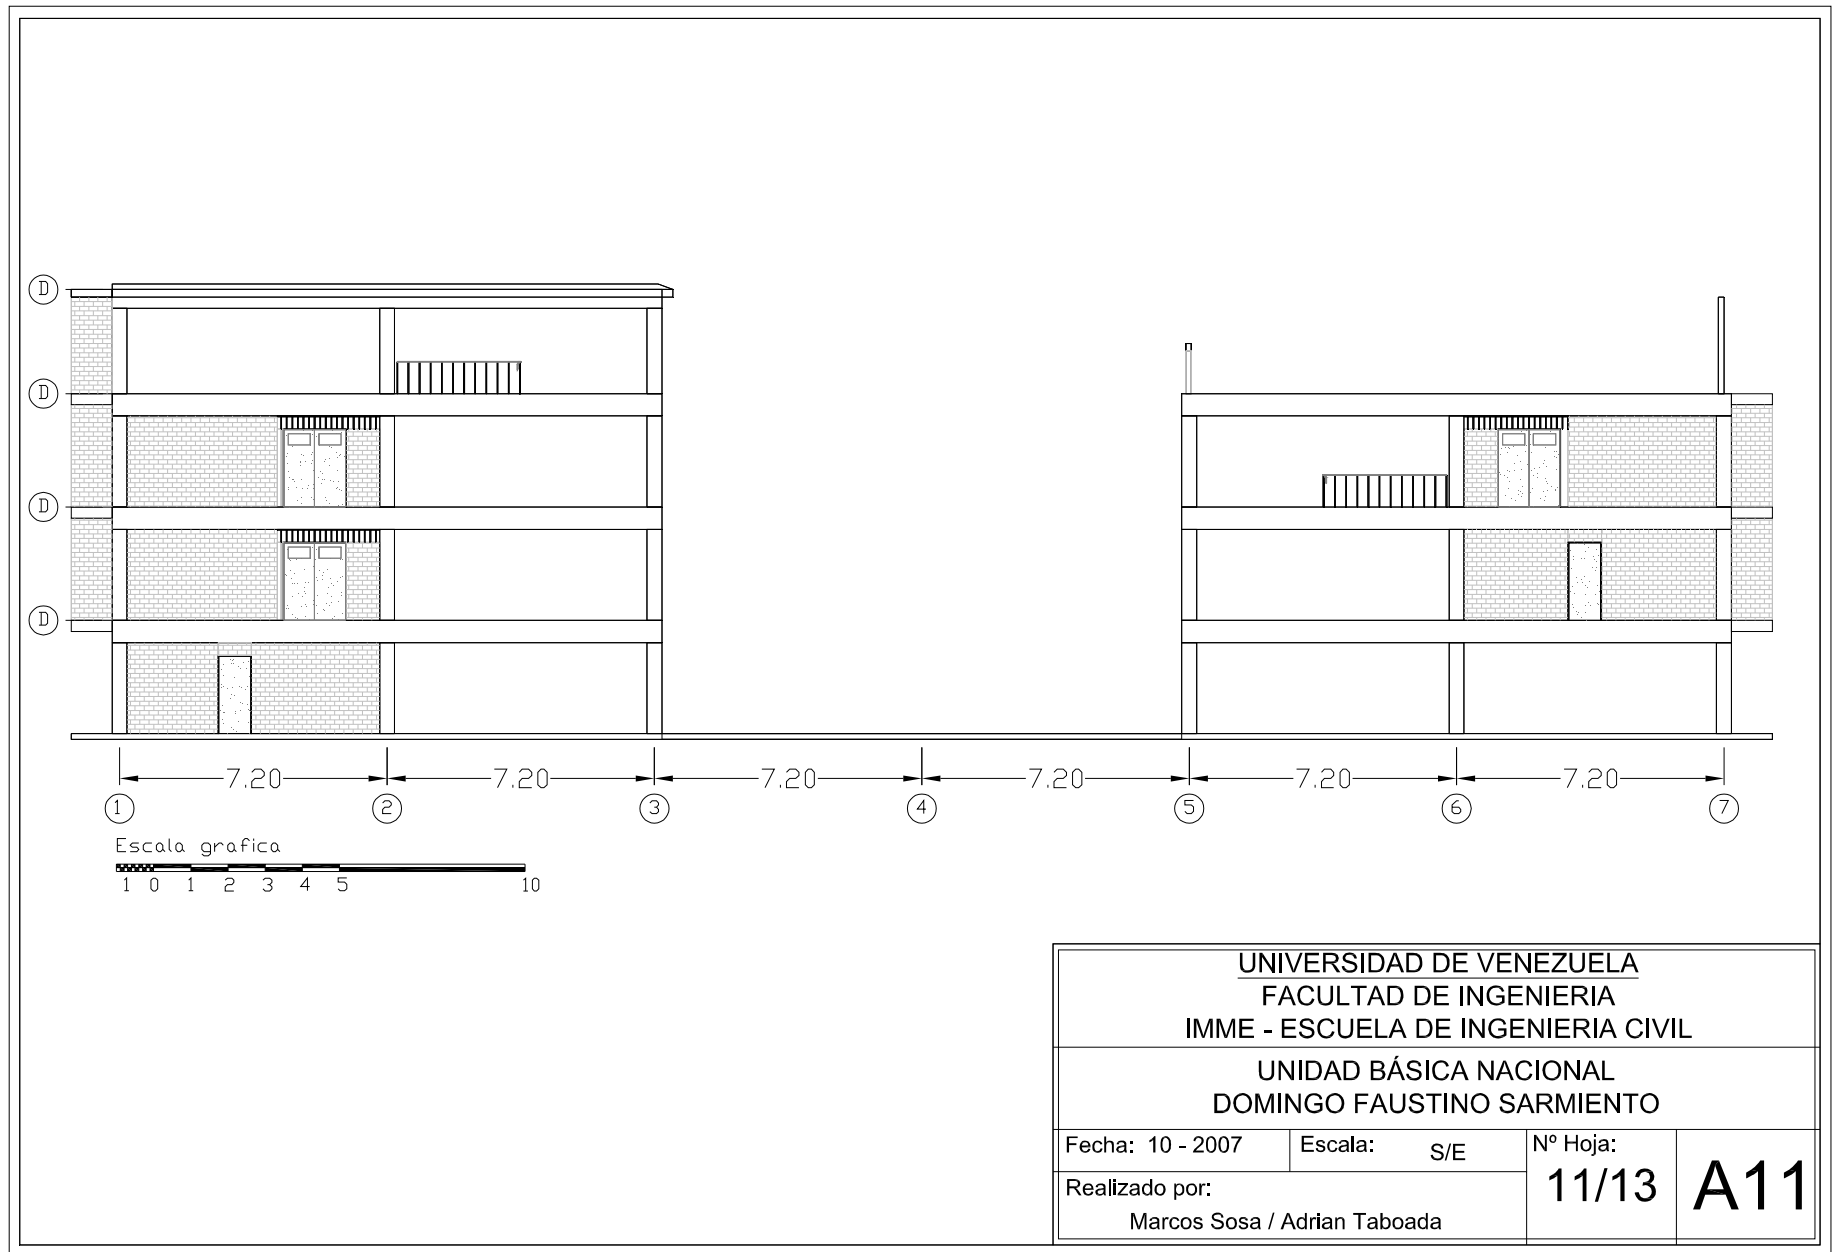 D
D
D
D
7.20 7.20 7.20 7.20 7.20 7.20
1 2 3 4 5 6 7
Escala grafica
1 0 1 2 3 4 5 10
UNIVERSIDAD DE VENEZUELA
FACULTAD DE INGENIERIA
IMME - ESCUELA DE INGENIERIA CIVIL
UNIDAD BÁSICA NACIONAL
DOMINGO FAUSTINO SARMIENTO
Fecha: 10 - 2007
Escala: S/E
Nº Hoja:
11/13
A11
Realizado por:
Marcos Sosa / Adrian Taboada